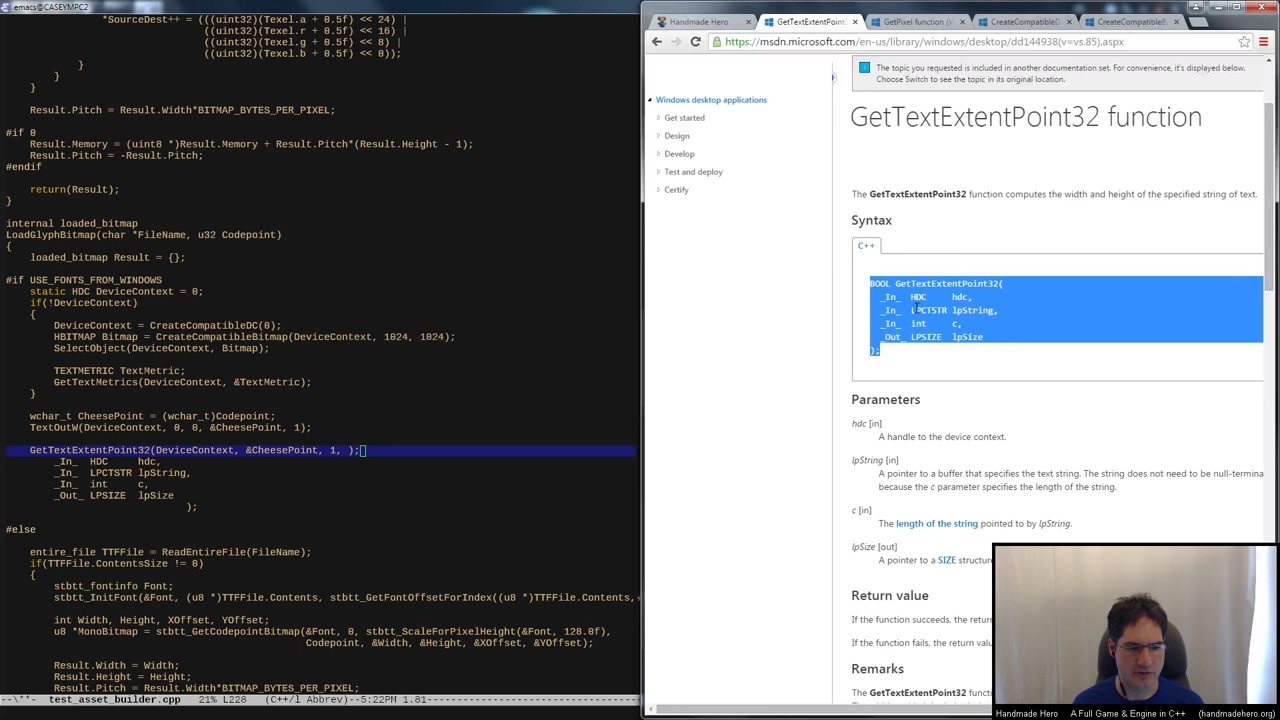 emacs@CASEYMPC2
*SourceDest++ = (((uint32)(Texel.a + 0.5f) << 24) |
((uint32)(Texel.r + 0.5f) << 16) |
((uint32)(Texel.g + 0.5f) << 8) |
((uint32)(Texel.b + 0.5f) << 0));
}
}
}
Result.Pitch = Result.Width*BITMAP_BYTES_PER_PIXEL;
#if 0
Result.Memory = (uint8 *)Result.Memory + Result.Pitch*(Result.Height - 1);
Result.Pitch = -Result.Pitch;
#endif
return(Result);
}
internal loaded_bitmap
LoadGlyphBitmap(char *FileName, u32 Codepoint)
{
loaded_bitmap Result = {};
#if USE_FONTS_FROM_WINDOWS
static HDC DeviceContext = 0;
if(!DeviceContext)
{
DeviceContext = CreateCompatibleDC(0);
HBITMAP Bitmap = CreateCompatibleBitmap(DeviceContext, 1024, 1024);
SelectObject(DeviceContext, Bitmap);
TEXTMETRIC TextMetric;
GetTextMetrics(DeviceContext, &TextMetric);
}
wchar_t CheesePoint = (wchar_t)Codepoint;
TextOutW(DeviceContext, 0, 0, &CheesePoint, 1);
GetTextExtentPoint32(DeviceContext, &CheesePoint, 1, );
_In_ HDC hdc,
_In_ LPCTSTR lpString,
_In_ int c,
_Out_ LPSIZE lpSize
);
#else
entire_file TTFFile = ReadEntireFile(FileName);
if(TTFFile.ContentsSize != 0)
{
stbtt_fontinfo Font;
stbtt_InitFont(&Font, (u8 *)TTFFile.Contents, stbtt_GetFontOffsetForIndex((u8 *)TTFFile.Contents,
int Width, Height, XOffset, YOffset;
u8 *MonoBitmap = stbtt_GetCodepointBitmap(&Font, 0, stbtt_ScaleForPixelHeight(&Font, 128.0f),
Codepoint, &Width, &Height, &XOffset, &YOffset);
Result.Width = Width;
Result.Height = Height;
Result.Pitch = Result.Width*BITMAP_BYTES_PER_PIXEL;
--\**- test_asset_builder.cpp 21% L228 (C++/l Abbrev)--5:22PM 1.81
Handmade Hero
GetTextExtentPoint3
GetPixel function (W
CreateCompatibleD
CreateCompatibleB
https://msdn.microsoft.com/en-us/library/windows/desktop/dd144938(v=vs.85).aspx
Windows desktop applications
Get started
Design
Develop
Test and deploy
Certify
The topic you requested is included in another documentation set. For convenience, it's displayed below.
Choose Switch to see the topic in its original location.
GetTextExtentPoint32 function
The GetTextExtentPoint32 function computes the width and height of the specified string of text.
Syntax
C++
BOOL GetTextExtentPoint32(
_In_ HDC hdc,
_In_ LPCTSTR lpString,
_In_ int c,
_Out_ LPSIZE lpSize
);
Parameters
hdc [in]
A handle to the device context.
lpString [in]
A pointer to a buffer that specifies the text string. The string does not need to be null-termina
because the c parameter specifies the length of the string.
c [in]
The length of the string pointed to by lpString.
lpSize [out]
A pointer to a SIZE structur
Return value
If the function succeeds, the return
If the function fails, the return valu
Remarks
The GetTextExtentPoint32 function
Handmade Hero A Full Game & Engine in C++ (handmadehero.org)